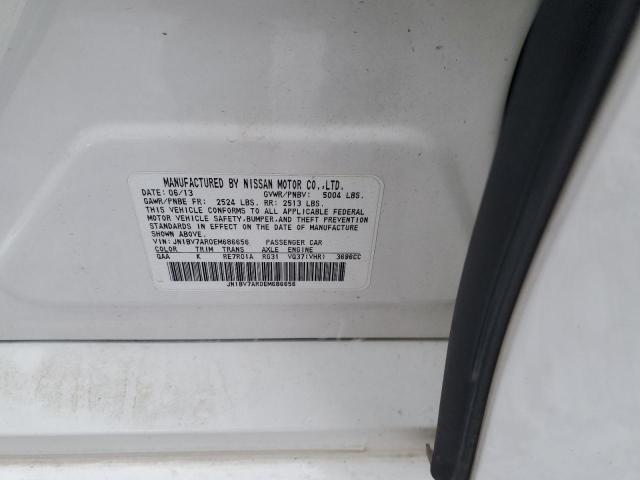 MANUFACTURED BY NISSAN MOTOR CO.,LTD.
DATE: 06/13 GVWR/PNBV: 5004 LBS.
GAWR/PNBE FR: 2524 LBS. RR: 2513 LBS.
THIS VEHICLE CONFORMS TO ALL APPLICABLE FEDERAL
MOTOR VEHICLE SAFETY, BUMPER, AND THEFT PREVENTION
STANDARDS IN EFFECT ON THE DATE OF MANUFACTURE
SHOWN ABOVE.
VIN: JN1BV7AR0EM686656 PASSENGER CAR
COLOR TRIM TRANS AXLE ENGINE
QAA K RE7R01A RG31 VQ37(VHR) 3696CC
JN1BV7AR0EM686656